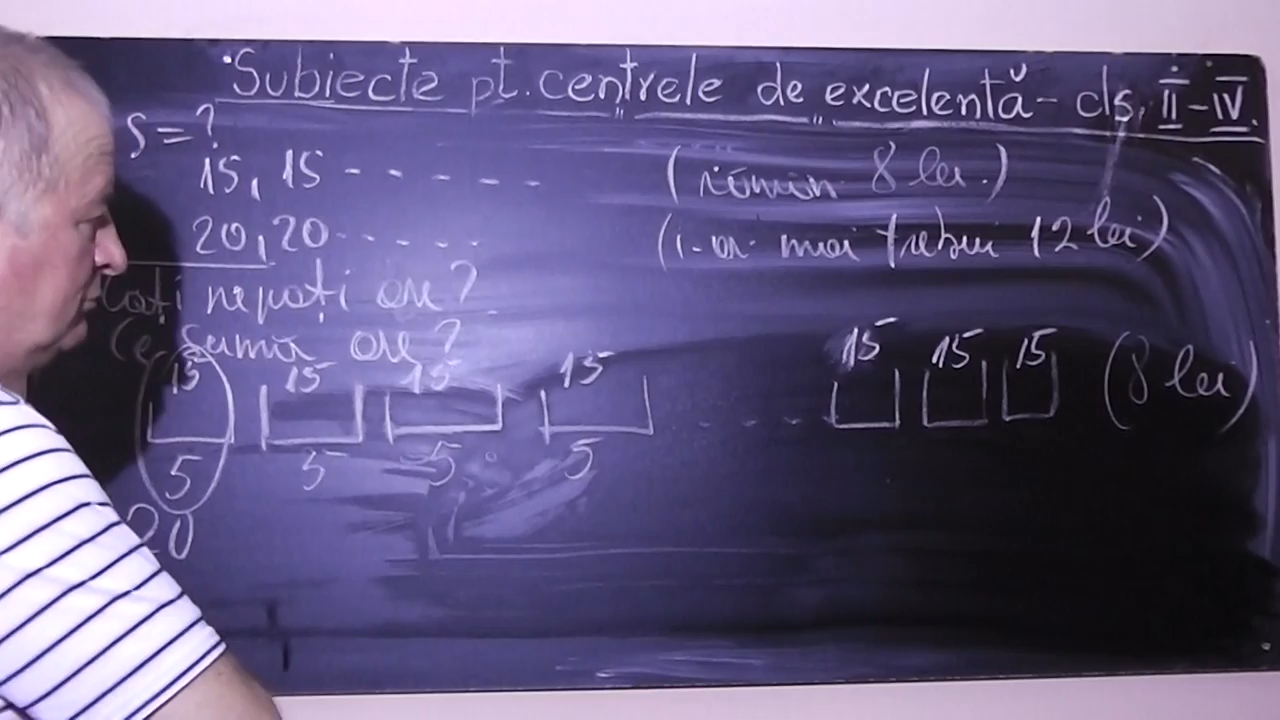 Subiecte pt. centrele de excelentă - cls. II - IV.
S = ?
15, 15 - - - - - - (rămân 8 lei.)
20, 20 - - - - - (i-ar mai trebui 12 lei)
nepoți are?
Ce sumă are?
15 15 15 15 - - - - 15 15 15 (8 lei)
5 5 5 5
20